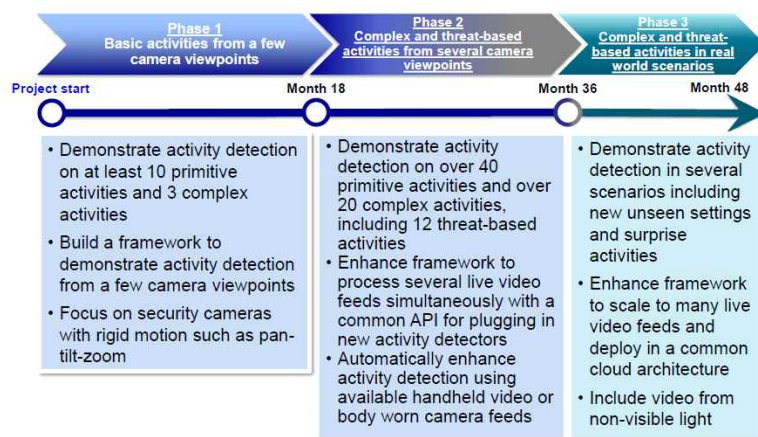 Phase 1
Basic activities from a few
camera viewpoints
Phase 2
Complex and threat-based
activities from several camera
viewpoints
Phase 3
Complex and threat-
based activities in real
world scenarios
Project start
Month 18
Month 36
Month 48
• Demonstrate activity detection
on at least 10 primitive
activities and 3 complex
activities
• Build a framework to
demonstrate activity detection
from a few camera viewpoints
• Focus on security cameras
with rigid motion such as pan-
tilt-zoom
• Demonstrate activity
detection on over 40
primitive activities and over
20 complex activities,
including 12 threat-based
activities
• Enhance framework to
process several live video
feeds simultaneously with a
common API for plugging in
new activity detectors
• Automatically enhance
activity detection using
available handheld video or
body worn camera feeds
• Demonstrate activity
detection in several
scenarios including
new unseen settings
and surprise
activities
• Enhance framework
to scale to many live
video feeds and
deploy in a common
cloud architecture
• Include video from
non-visible light